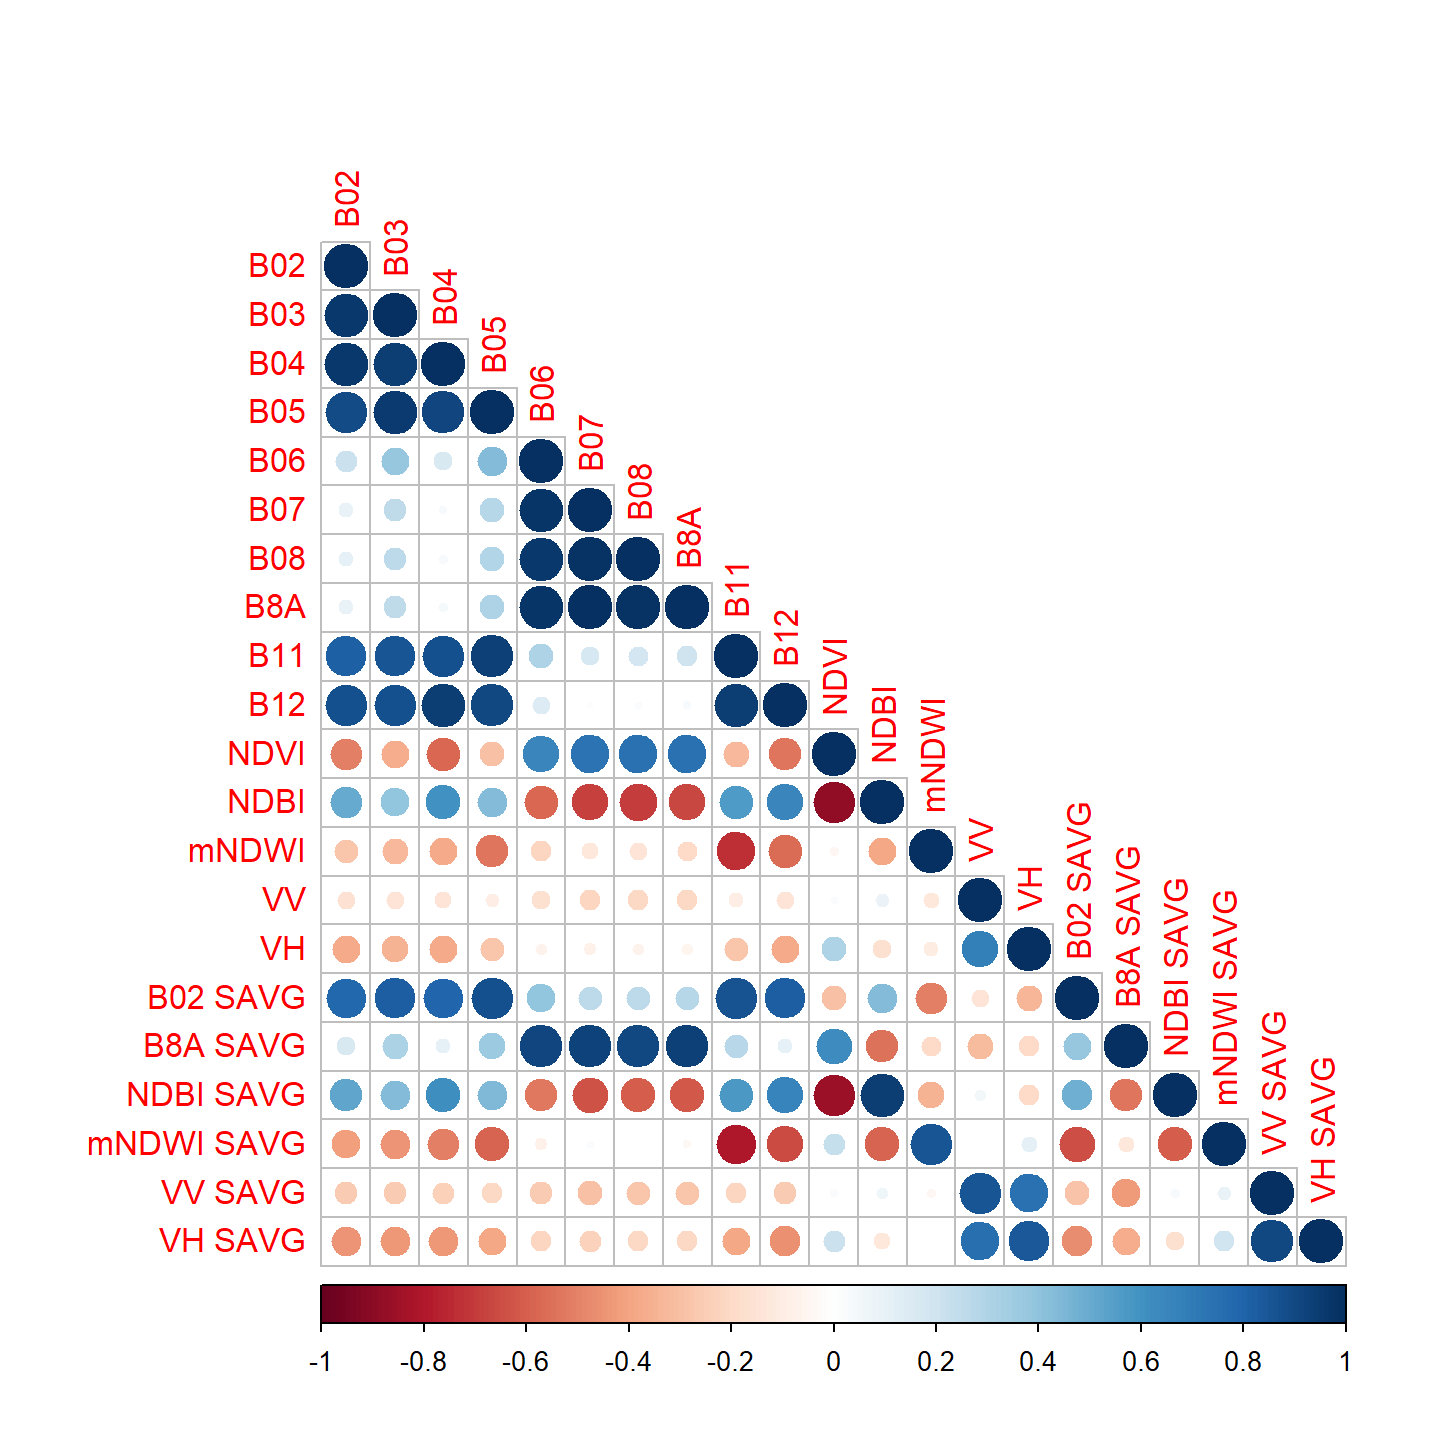 B02
B03
B04
B05
B06
B07
B08
B8A
B11
B12
NDVI
NDBI
mNDWI
VV
VH
B02 SAVG
B8A SAVG
NDBI SAVG
mNDWI SAVG
VV SAVG
VH SAVG
B02
B03
B04
B05
B06
B07
B08
B8A
B11
B12
NDVI
NDBI
mNDWI
VV
VH
B02 SAVG
B8A SAVG
NDBI SAVG
mNDWI SAVG
VV SAVG
VH SAVG
-1 -0.8 -0.6 -0.4 -0.2 0 0.2 0.4 0.6 0.8 1